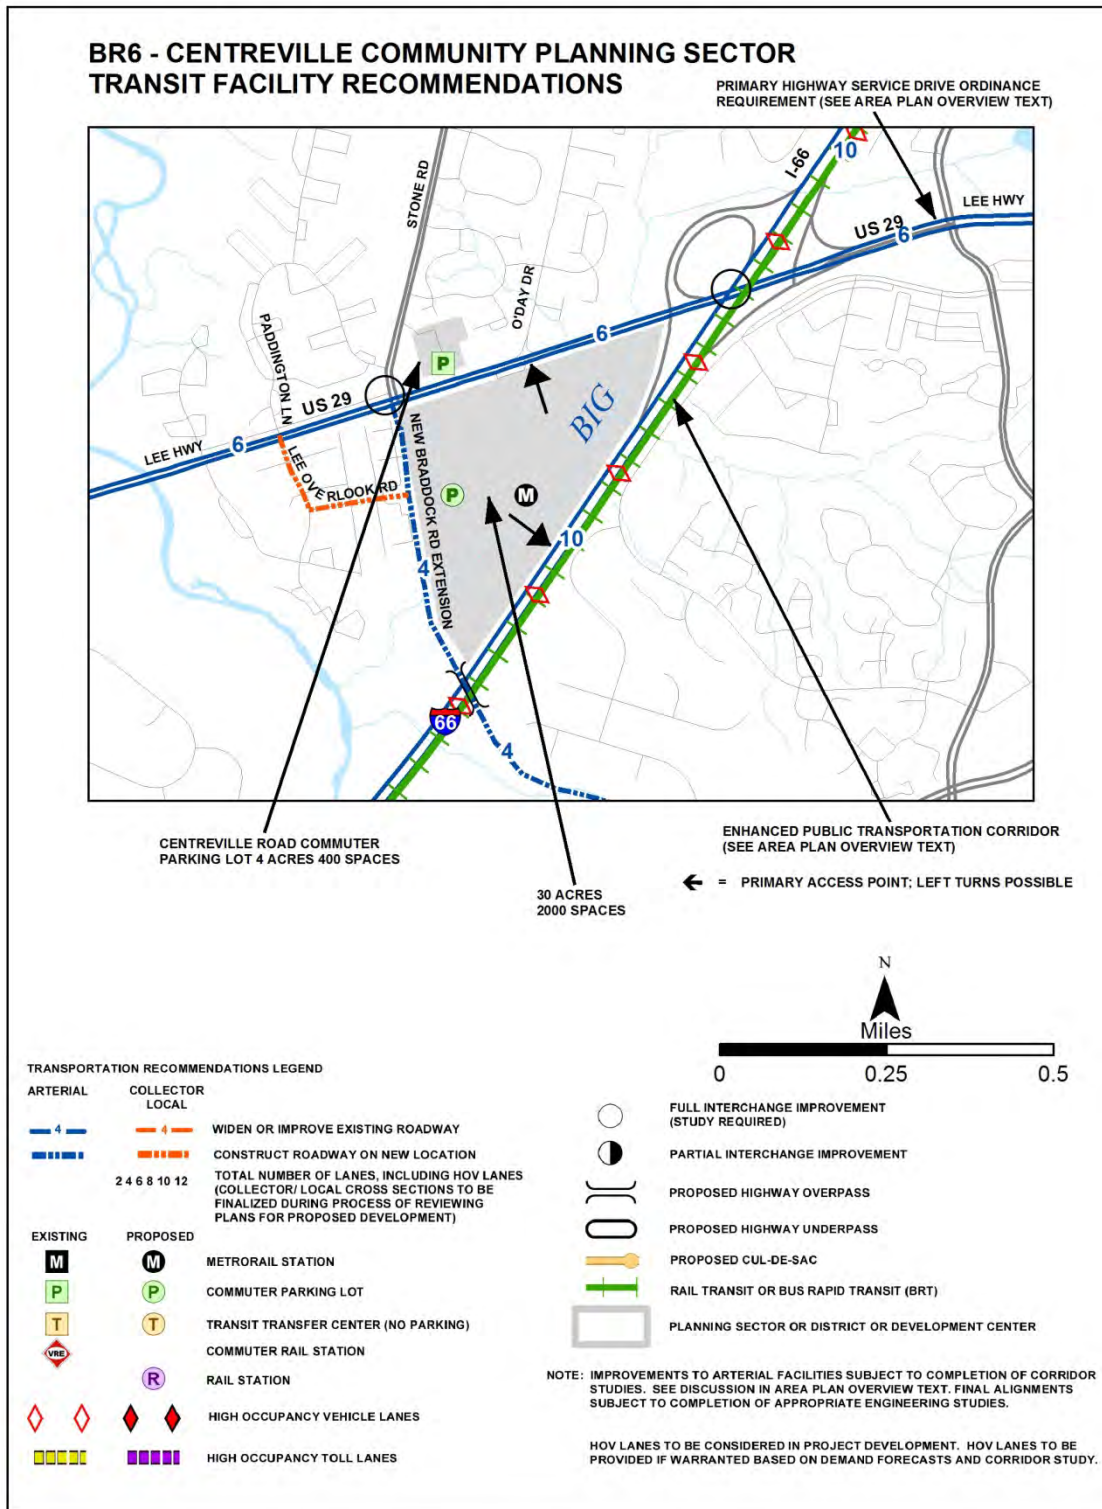 BR6 - CENTREVILLE COMMUNITY PLANNING SECTOR
TRANSIT FACILITY RECOMMENDATIONS
PRIMARY HIGHWAY SERVICE DRIVE ORDINANCE
REQUIREMENT (SEE AREA PLAN OVERVIEW TEXT)
STONE RD
I-66
10
US 29
6
LEE HWY
O'DAY DR
PADDINGTON LN
6
P
US 29
BIG
LEE HWY
6
LEE OVERLOOK RD
NEW BRADDOCK RD EXTENSION
P
M
10
4
66
4
CENTREVILLE ROAD COMMUTER
PARKING LOT 4 ACRES 400 SPACES
ENHANCED PUBLIC TRANSPORTATION CORRIDOR
(SEE AREA PLAN OVERVIEW TEXT)
= PRIMARY ACCESS POINT; LEFT TURNS POSSIBLE
30 ACRES
2000 SPACES
N
Miles
0 0.25 0.5
TRANSPORTATION RECOMMENDATIONS LEGEND
ARTERIAL COLLECTOR
LOCAL
4 4 WIDEN OR IMPROVE EXISTING ROADWAY
CONSTRUCT ROADWAY ON NEW LOCATION
2 4 6 8 10 12 TOTAL NUMBER OF LANES, INCLUDING HOV LANES
(COLLECTOR/ LOCAL CROSS SECTIONS TO BE
FINALIZED DURING PROCESS OF REVIEWING
PLANS FOR PROPOSED DEVELOPMENT)
EXISTING PROPOSED
M M METRORAIL STATION
P P COMMUTER PARKING LOT
T T TRANSIT TRANSFER CENTER (NO PARKING)
VRE COMMUTER RAIL STATION
R RAIL STATION
HIGH OCCUPANCY VEHICLE LANES
HIGH OCCUPANCY TOLL LANES
FULL INTERCHANGE IMPROVEMENT
(STUDY REQUIRED)
PARTIAL INTERCHANGE IMPROVEMENT
PROPOSED HIGHWAY OVERPASS
PROPOSED HIGHWAY UNDERPASS
PROPOSED CUL-DE-SAC
RAIL TRANSIT OR BUS RAPID TRANSIT (BRT)
PLANNING SECTOR OR DISTRICT OR DEVELOPMENT CENTER
NOTE: IMPROVEMENTS TO ARTERIAL FACILITIES SUBJECT TO COMPLETION OF CORRIDOR
STUDIES. SEE DISCUSSION IN AREA PLAN OVERVIEW TEXT. FINAL ALIGNMENTS
SUBJECT TO COMPLETION OF APPROPRIATE ENGINEERING STUDIES.
HOV LANES TO BE CONSIDERED IN PROJECT DEVELOPMENT. HOV LANES TO BE
PROVIDED IF WARRANTED BASED ON DEMAND FORECASTS AND CORRIDOR STUDY.